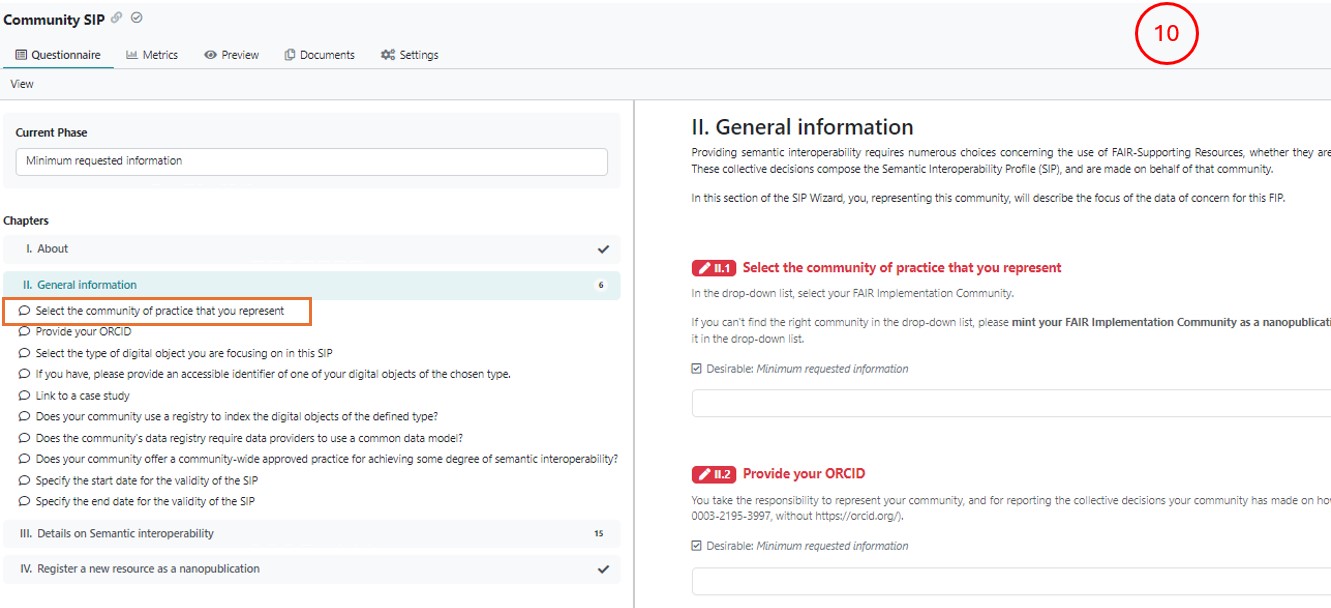 Community SIP
10
Questionnaire Metrics Preview Documents Settings
View
Current Phase
Minimum requested information
Chapters
I. About
II. General information 6
Select the community of practice that you represent
Provide your ORCID
Select the type of digital object you are focusing on in this SIP
If you have, please provide an accessible identifier of one of your digital objects of the chosen type.
Link to a case study
Does your community use a registry to index the digital objects of the defined type?
Does the community's data registry require data providers to use a common data model?
Does your community offer a community-wide approved practice for achieving some degree of semantic interoperability?
Specify the start date for the validity of the SIP
Specify the end date for the validity of the SIP
III. Details on Semantic interoperability 15
IV. Register a new resource as a nanopublication
II. General information
Providing semantic interoperability requires numerous choices concerning the use of FAIR-Supporting Resources, whether they are
These collective decisions compose the Semantic Interoperability Profile (SIP), and are made on behalf of that community.
In this section of the SIP Wizard, you, representing this community, will describe the focus of the data of concern for this FIP.
II.1 Select the community of practice that you represent
In the drop-down list, select your FAIR Implementation Community.
If you can't find the right community in the drop-down list, please mint your FAIR Implementation Community as a nanopublicati
it in the drop-down list.
Desirable: Minimum requested information
II.2 Provide your ORCID
You take the responsibility to represent your community, and for reporting the collective decisions your community has made on ho
0003-2195-3997, without https://orcid.org/).
Desirable: Minimum requested information